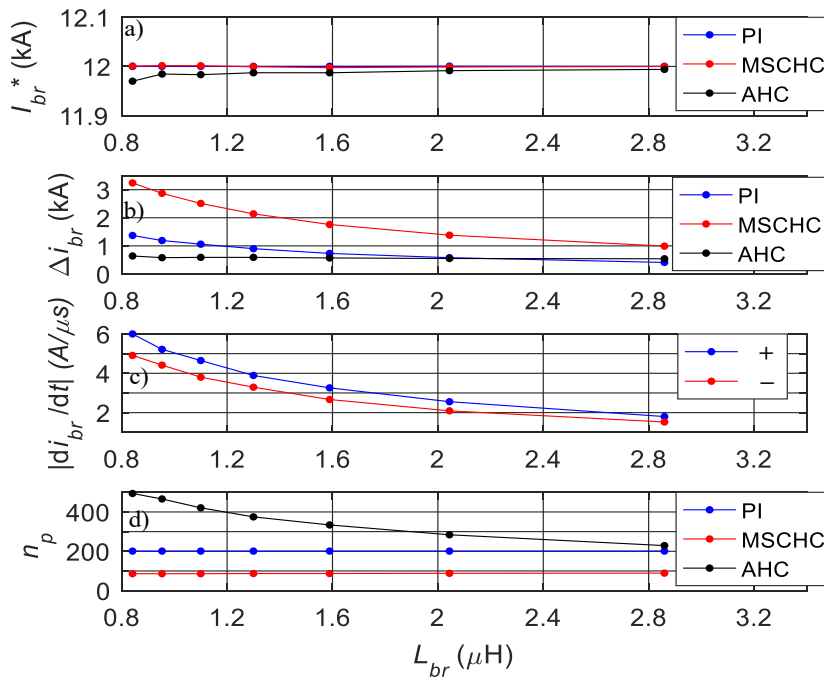 a)
I_br* (kA)
12.1
12
11.9
PI
MSCHC
AHC
0.8 1.2 1.6 2 2.4 2.8 3.2
b)
Δi_br (kA)
3
2
1
0
PI
MSCHC
AHC
0.8 1.2 1.6 2 2.4 2.8 3.2
c)
|di_br/dt| (A/μs)
6
4
2
+
−
0.8 1.2 1.6 2 2.4 2.8 3.2
d)
n_p
400
200
0
PI
MSCHC
AHC
0.8 1.2 1.6 2 2.4 2.8 3.2
L_br (μH)